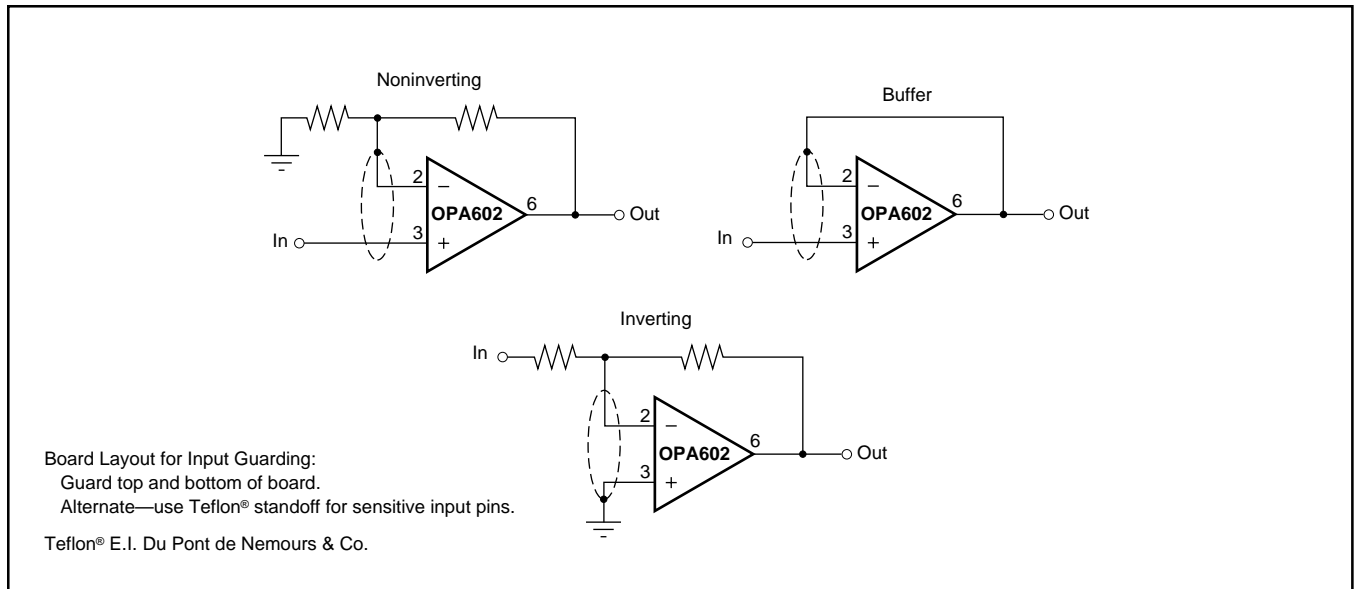 Noninverting
2
−
OPA602
6
Out
3
+
In
Buffer
2
−
OPA602
6
Out
3
+
In
Inverting
In
2
−
OPA602
6
Out
3
+
Board Layout for Input Guarding:
Guard top and bottom of board.
Alternate—use Teflon® standoff for sensitive input pins.
Teflon® E.I. Du Pont de Nemours & Co.